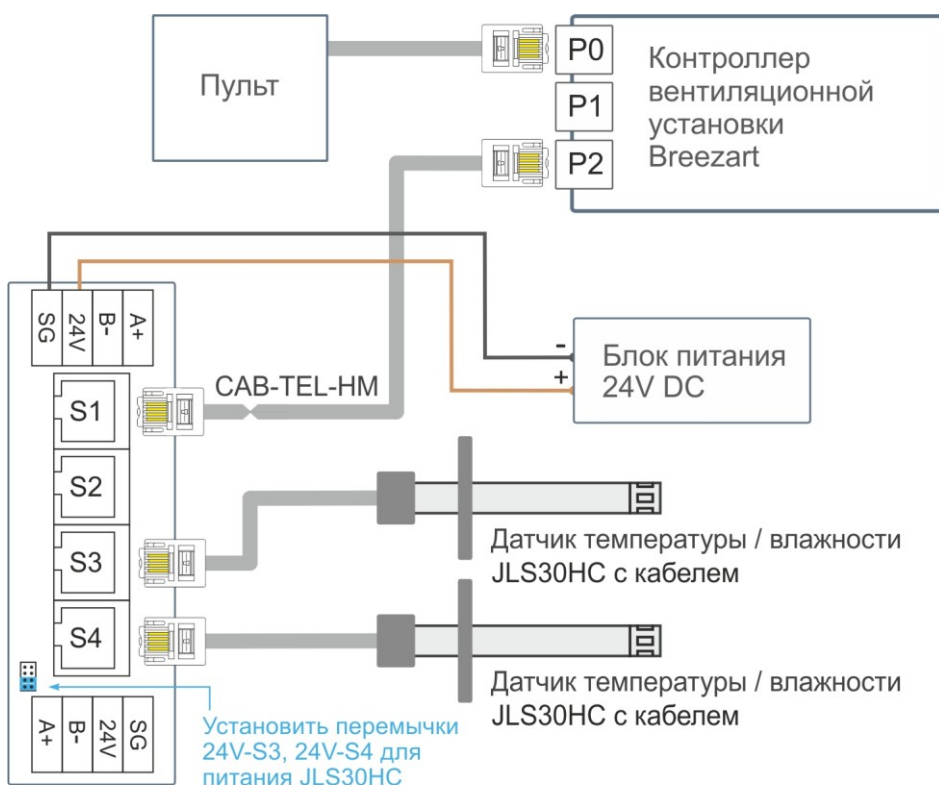 Пульт
P0
P1
P2
Контроллер
вентиляционной
установки
Breezart
SG
24V
B-
A+
-
+
Блок питания
24V DC
CAB-TEL-HM
S1
S2
S3
S4
Датчик температуры / влажности
JLS30HC с кабелем
Датчик температуры / влажности
JLS30HC с кабелем
Установить перемычки
24V-S3, 24V-S4 для
питания JLS30HC
A+
B-
24V
SG